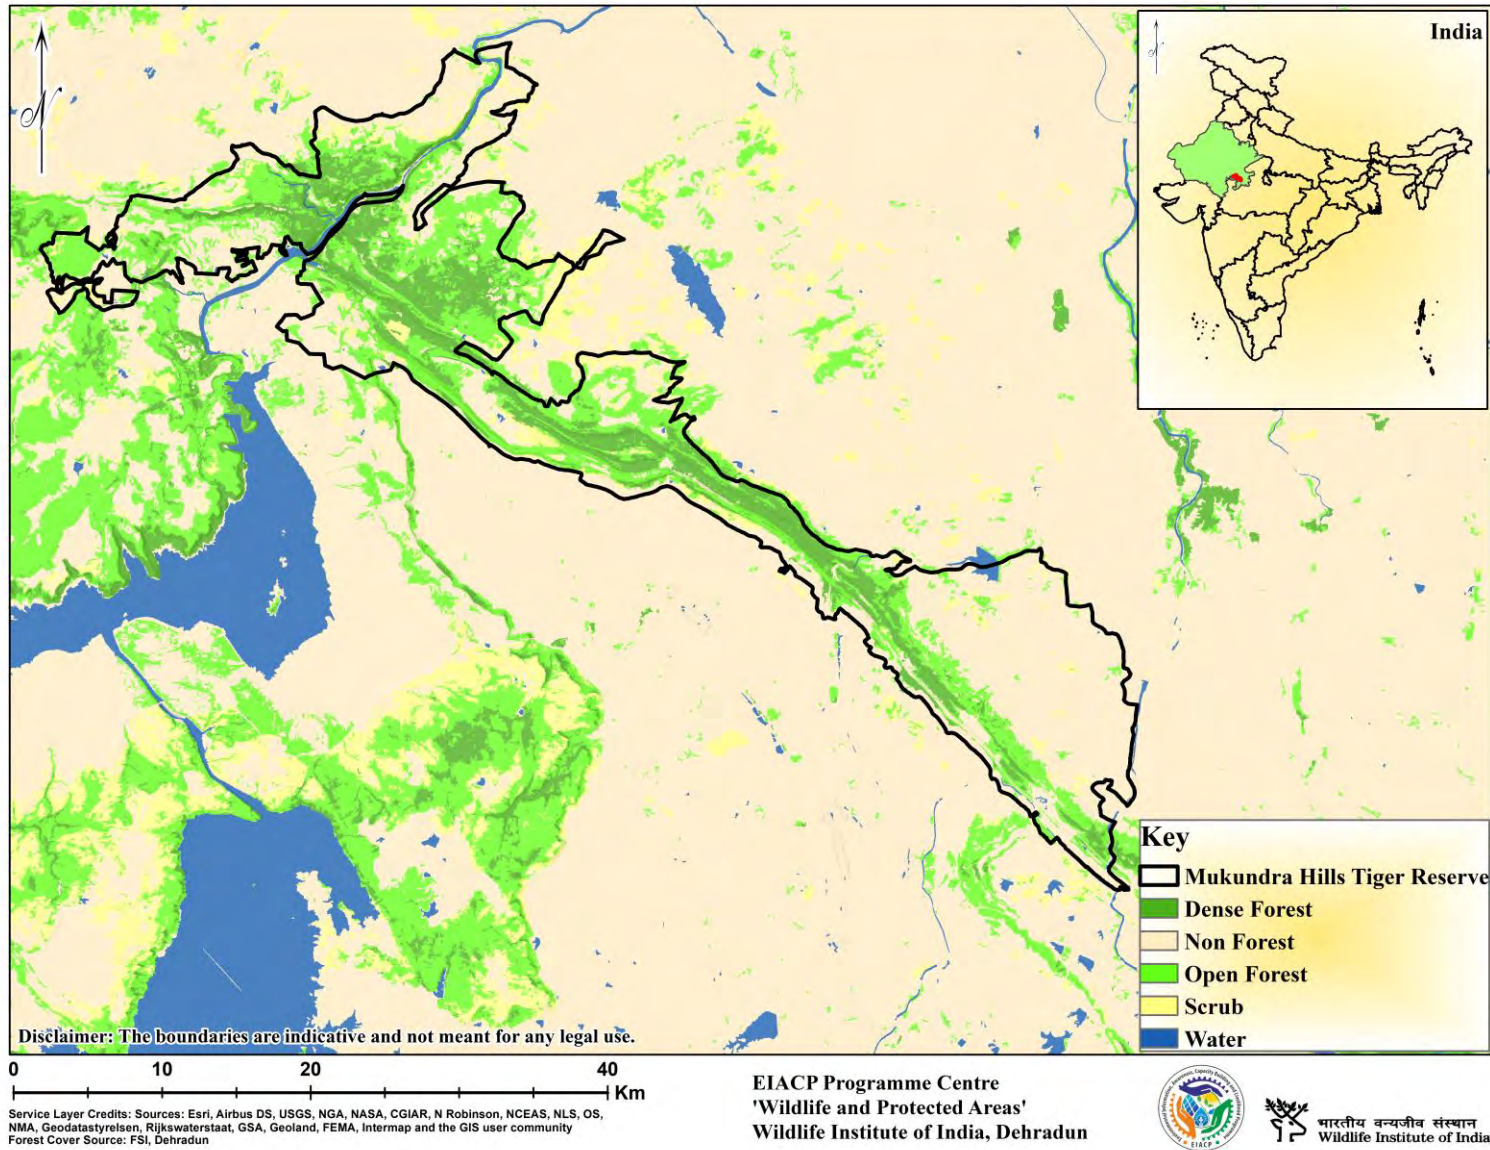 India
N
N
Key
Mukundra Hills Tiger Reserve
Dense Forest
Non Forest
Open Forest
Scrub
Water
Disclaimer: The boundaries are indicative and not meant for any legal use.
0 10 20 40
Km
Service Layer Credits: Sources: Esri, Airbus DS, USGS, NGA, NASA, CGIAR, N Robinson, NCEAS, NLS, OS,
NMA, Geodatastyrelsen, Rijkswaterstaat, GSA, Geoland, FEMA, Intermap and the GIS user community
Forest Cover Source: FSI, Dehradun
EIACP Programme Centre
'Wildlife and Protected Areas'
Wildlife Institute of India, Dehradun
EIACP
भारतीय वन्यजीव संस्थान
Wildlife Institute of India